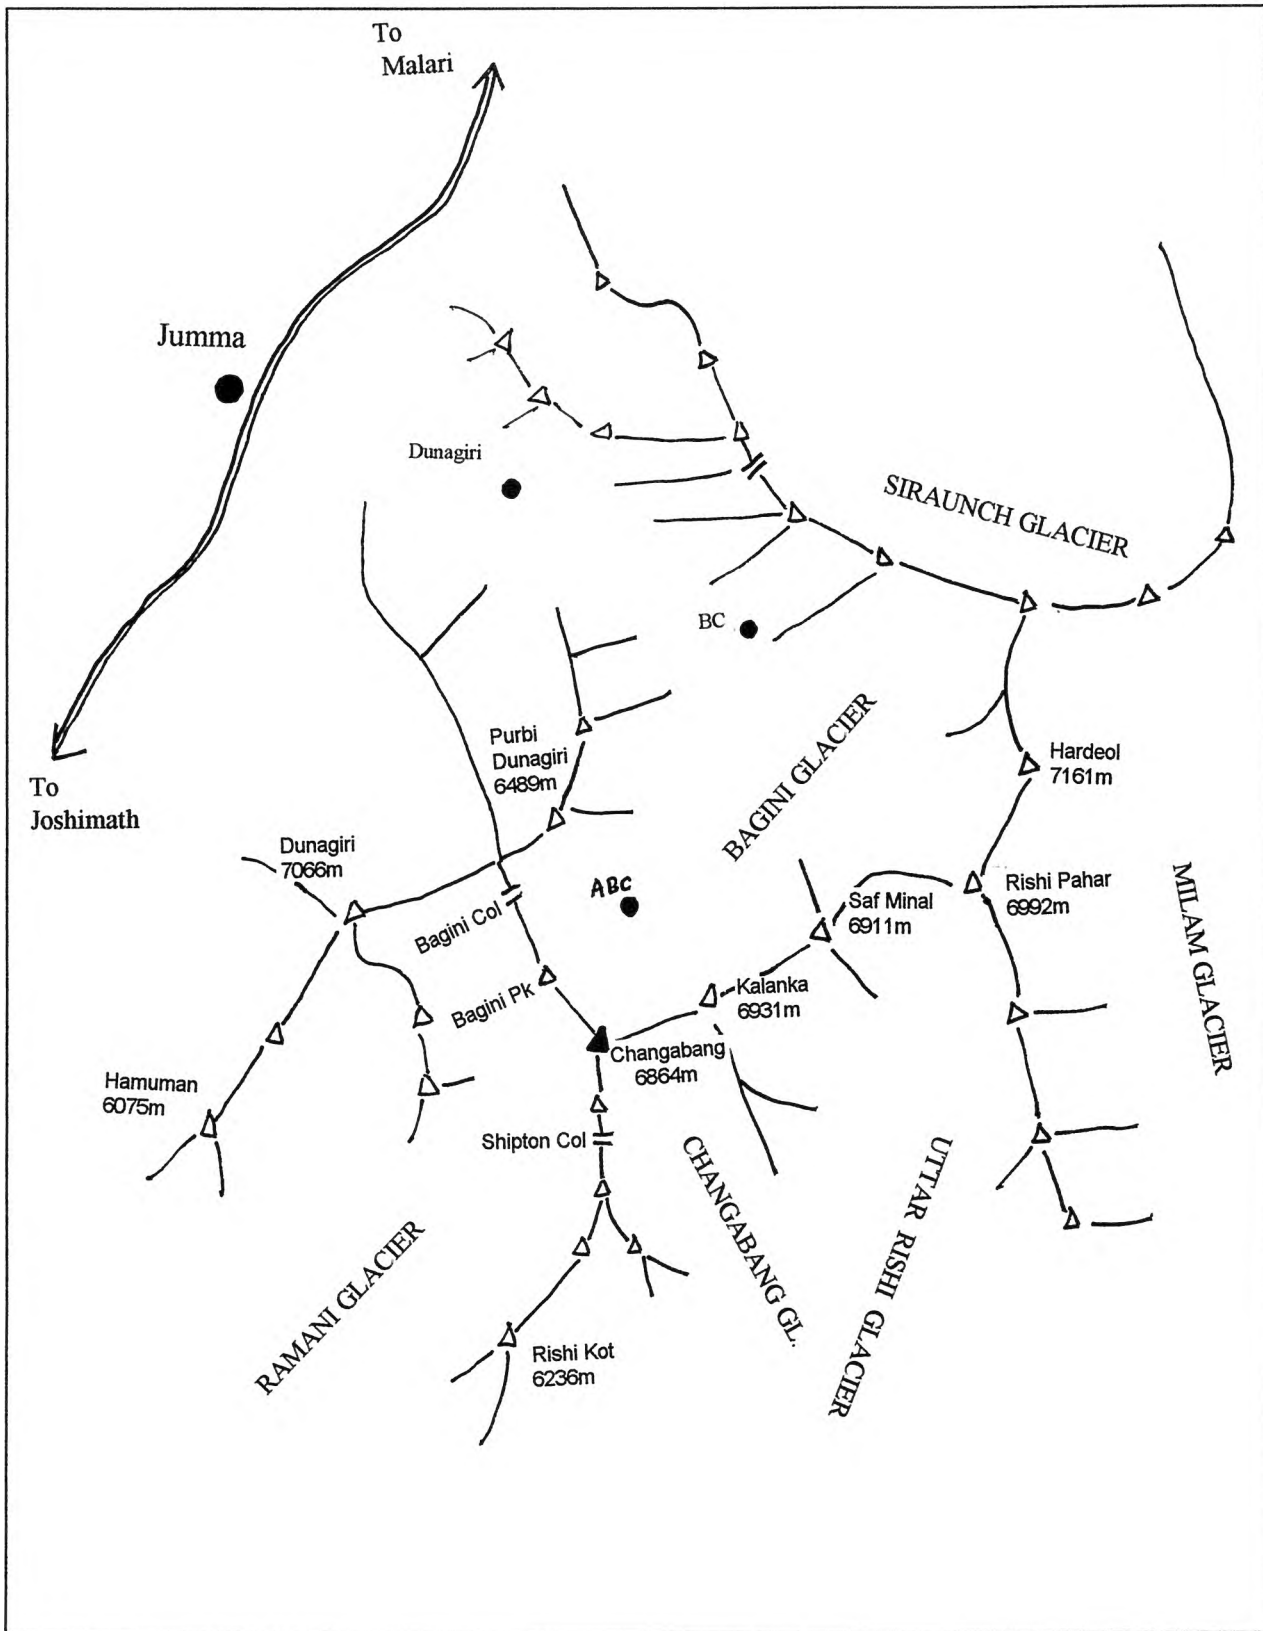 To
Malari
Jumma
Dunagiri
SIRAUNCH GLACIER
BC
Purbi
Dunagiri
6489m
BAGINI GLACIER
Hardeol
7161m
To
Joshimath
Dunagiri
7066m
ABC
Bagini Col
Saf Minal
6911m
Rishi Pahar
6992m
MILAM GLACIER
Bagini Pk
Kalanka
6931m
Changabang
6864m
Hamuman
6075m
Shipton Col
CHANGABANG GL.
UTTAR RISHI GLACIER
RAMANI GLACIER
Rishi Kot
6236m